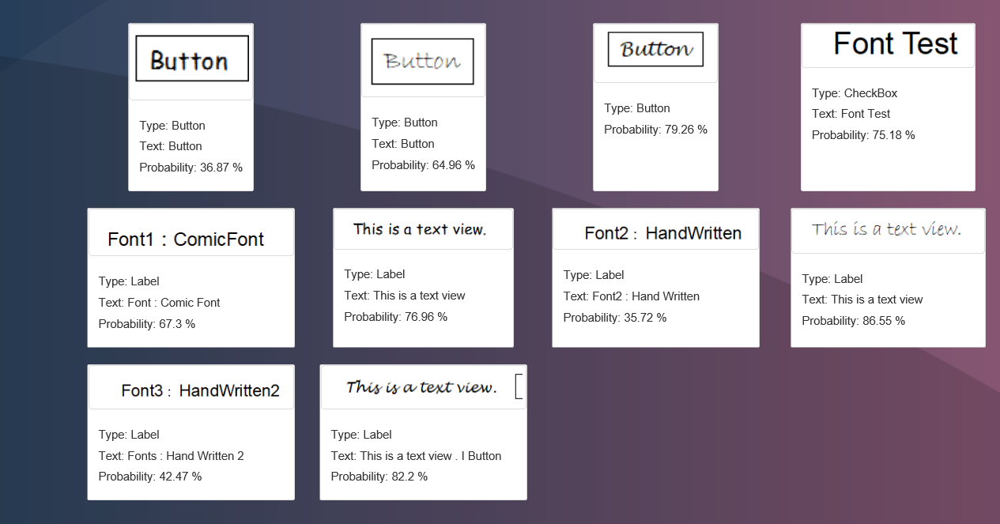 Button
Type: Button
Text: Button
Probability: 36.87 %
Button
Type: Button
Text: Button
Probability: 64.96 %
Button
Type: Button
Probability: 79.26 %
Font Test
Type: CheckBox
Text: Font Test
Probability: 75.18 %
Font1 : ComicFont
Type: Label
Text: Font : Comic Font
Probability: 67.3 %
This is a text view.
Type: Label
Text: This is a text view
Probability: 76.96 %
Font2 : HandWritten
Type: Label
Text: Font2 : Hand Written
Probability: 35.72 %
This is a text view.
Type: Label
Text: This is a text view
Probability: 86.55 %
Font3 : HandWritten2
Type: Label
Text: Fonts : Hand Written 2
Probability: 42.47 %
This is a text view.
Type: Label
Text: This is a text view . I Button
Probability: 82.2 %